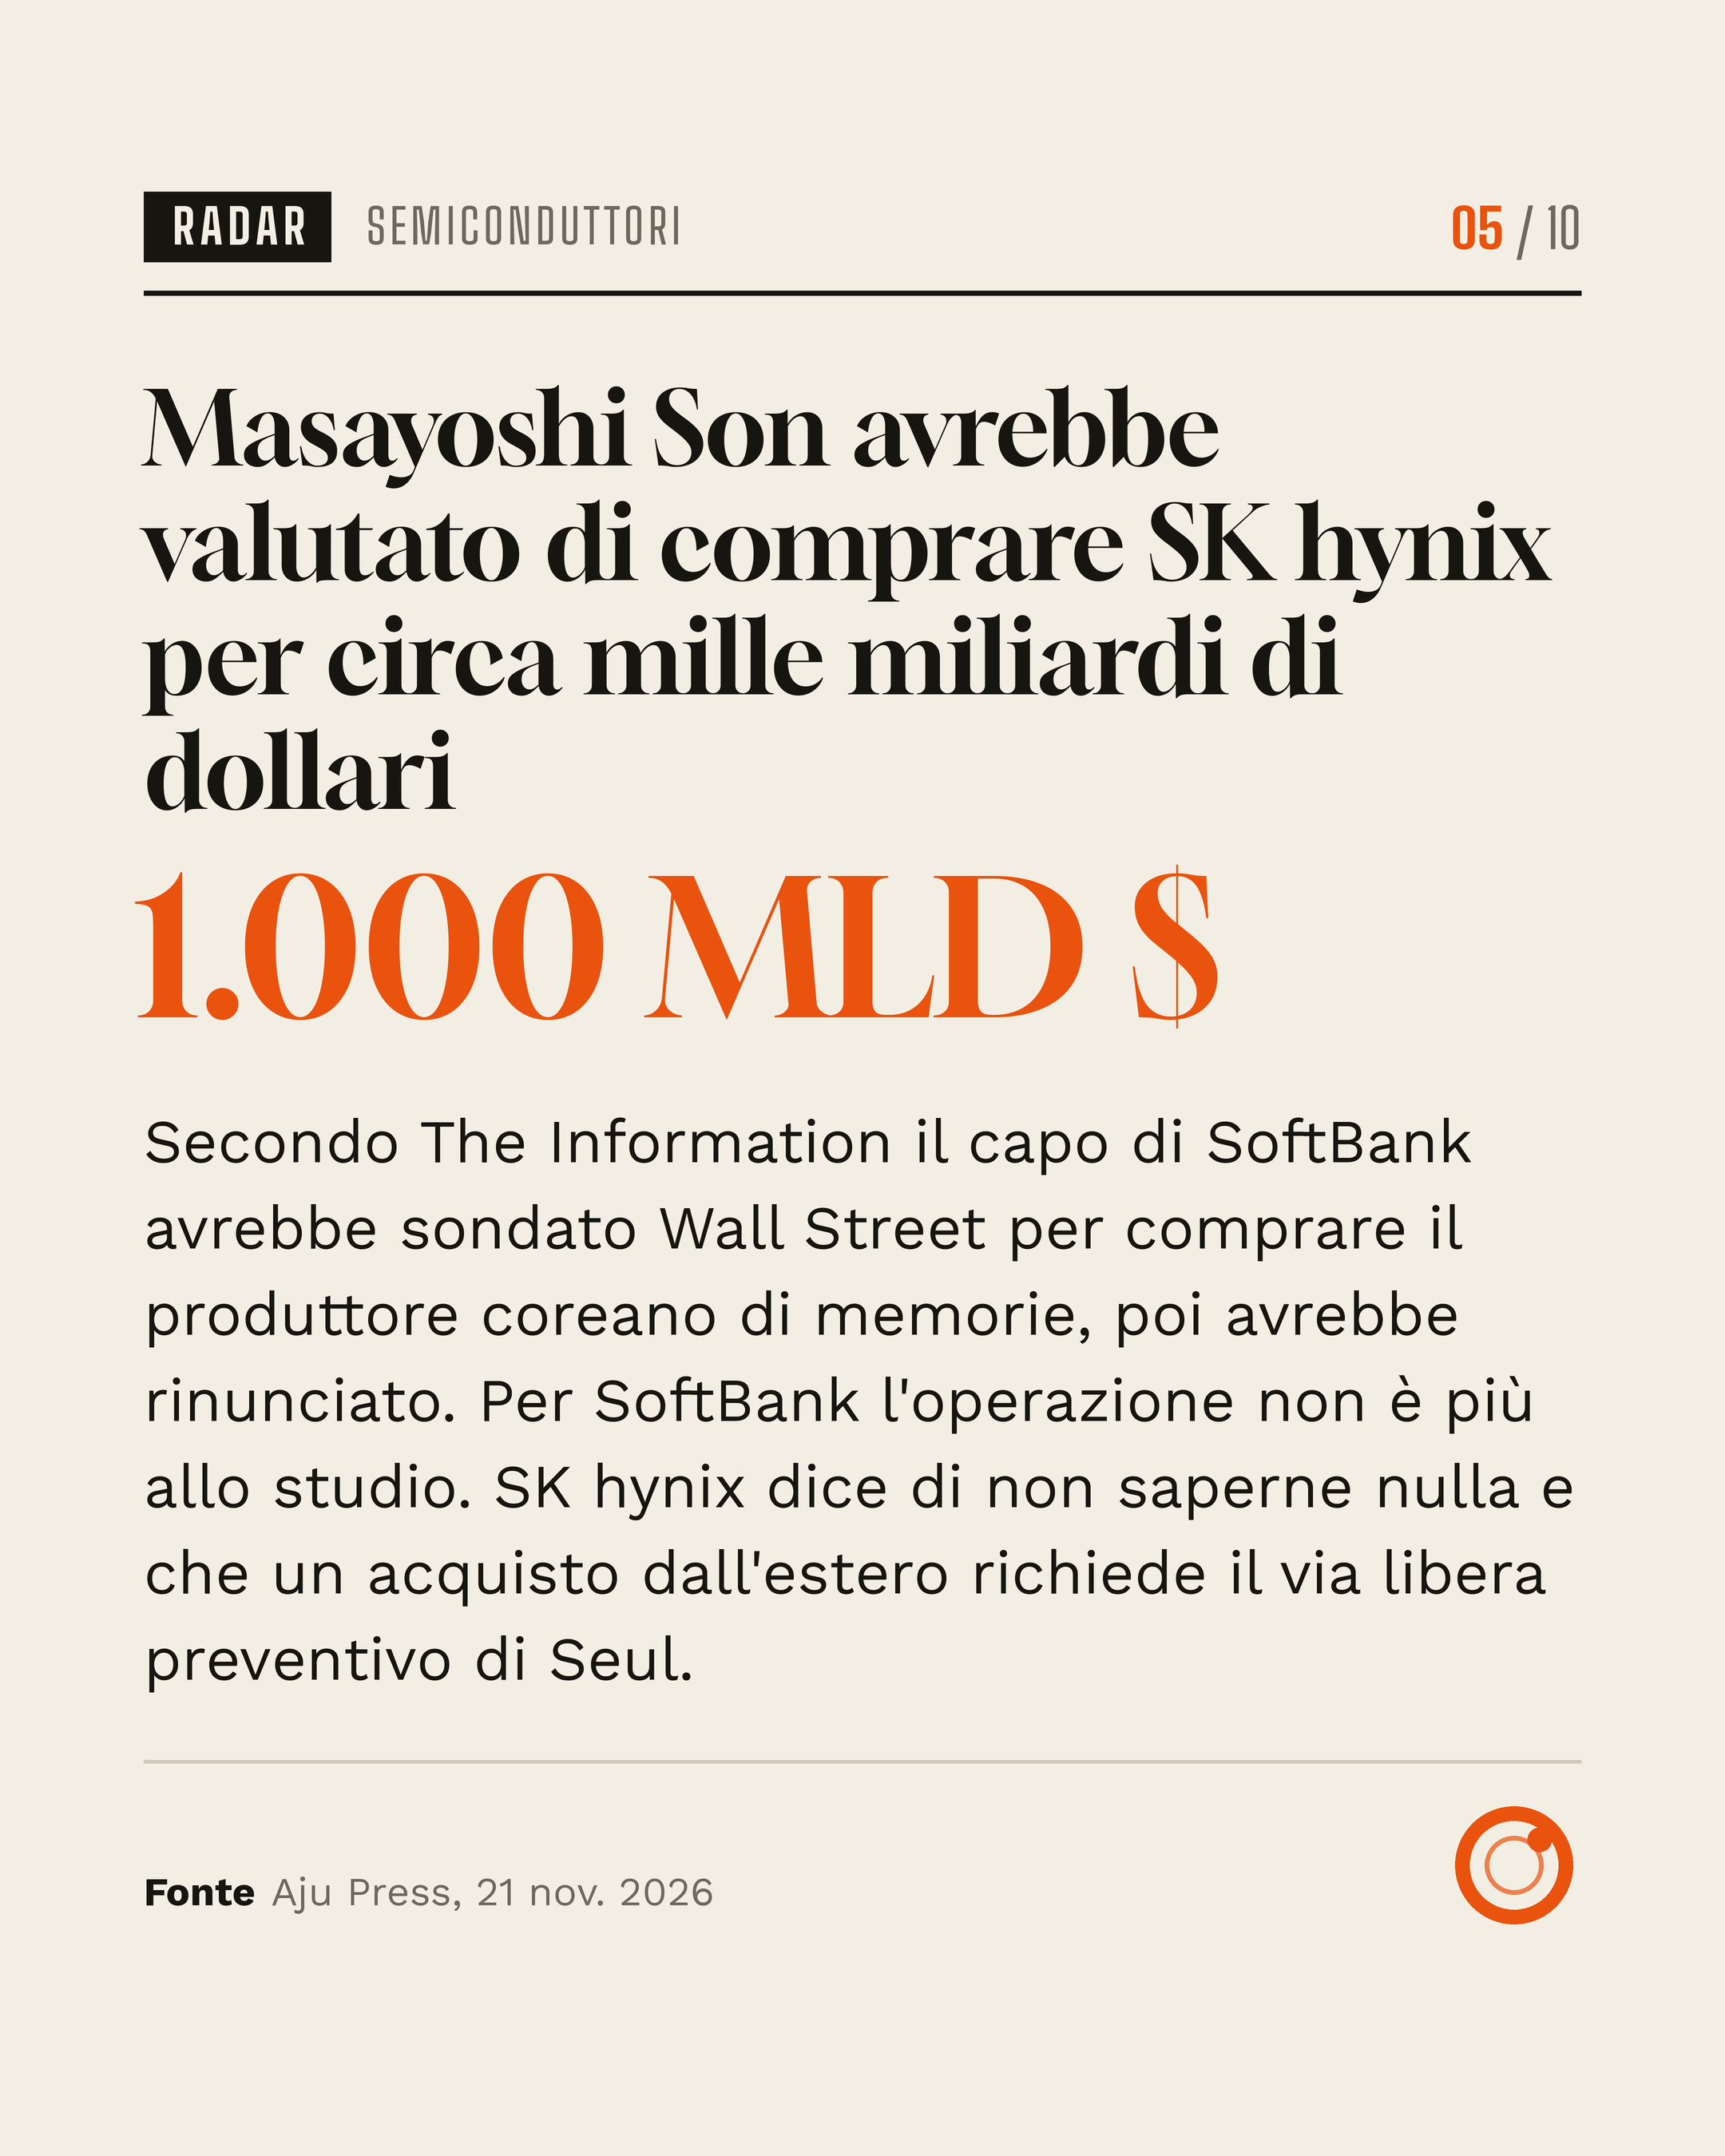 RADAR SEMICONDUTTORI 05 / 10
Masayoshi Son avrebbe
valutato di comprare SK hynix
per circa mille miliardi di
dollari
1.000 MLD $
Secondo The Information il capo di SoftBank
avrebbe sondato Wall Street per comprare il
produttore coreano di memorie, poi avrebbe
rinunciato. Per SoftBank l'operazione non è più
allo studio. SK hynix dice di non saperne nulla e
che un acquisto dall'estero richiede il via libera
preventivo di Seul.
Fonte Aju Press, 21 nov. 2026